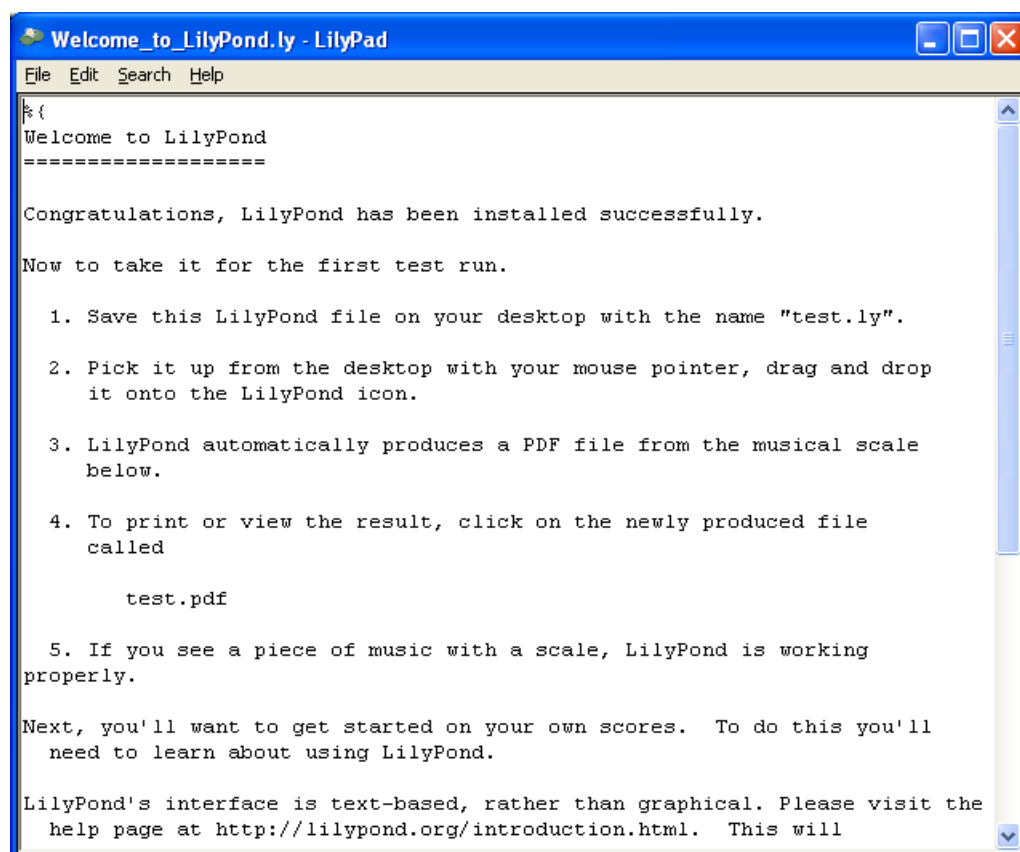 Welcome_to_LilyPond.ly - LilyPad
File Edit Search Help
%{
Welcome to LilyPond
===================
Congratulations, LilyPond has been installed successfully.
Now to take it for the first test run.
1. Save this LilyPond file on your desktop with the name "test.ly".
2. Pick it up from the desktop with your mouse pointer, drag and drop
it onto the LilyPond icon.
3. LilyPond automatically produces a PDF file from the musical scale
below.
4. To print or view the result, click on the newly produced file
called
test.pdf
5. If you see a piece of music with a scale, LilyPond is working
properly.
Next, you'll want to get started on your own scores.  To do this you'll
need to learn about using LilyPond.
LilyPond's interface is text-based, rather than graphical. Please visit the
help page at http://lilypond.org/introduction.html.  This will